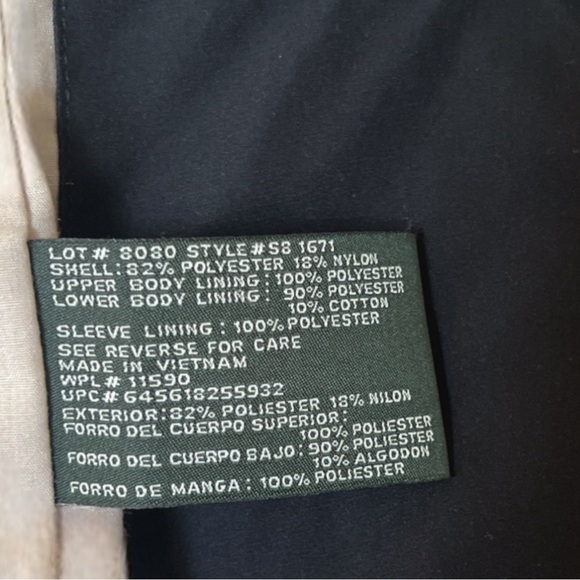 LOT# 8080 STYLE#S8 1671
SHELL: 82% POLYESTER 18% NYLON
UPPER BODY LINING: 100% POLYESTER
LOWER BODY LINING: 90% POLYESTER
10% COTTON
SLEEVE LINING: 100% POLYESTER
SEE REVERSE FOR CARE
MADE IN VIETNAM
WPL# 11590
UPC# 645618255932
EXTERIOR: 82% POLIESTER 18% NILON
FORRO DEL CUERPO SUPERIOR:
100% POLIESTER
FORRO DEL CUERPO BAJO: 90% POLIESTER
10% ALGODON
FORRO DE MANGA: 100% POLIESTER